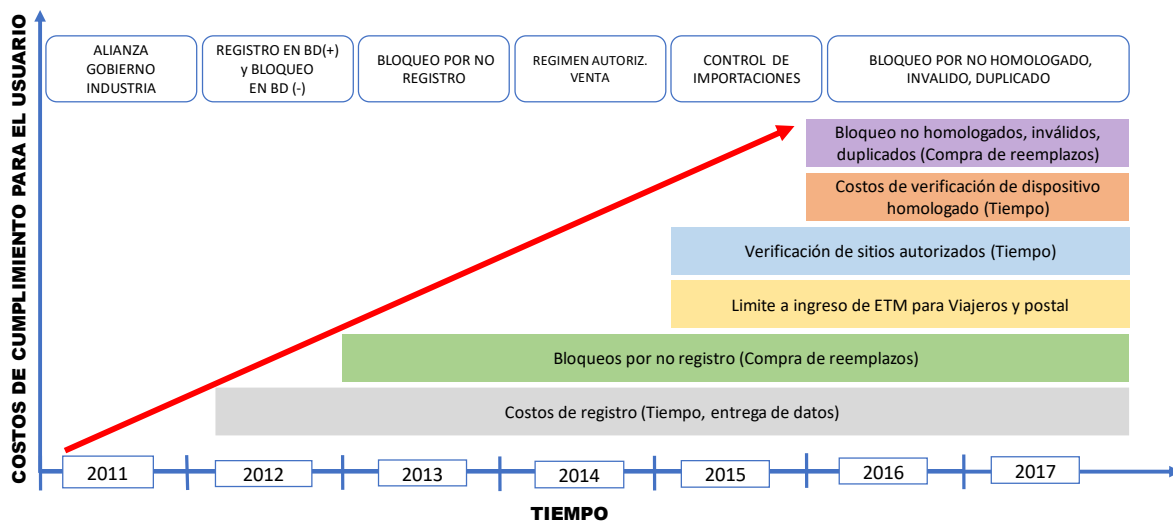 COSTOS DE CUMPLIMIENTO PARA EL USUARIO
ALIANZA
GOBIERNO
INDUSTRIA
REGISTRO EN BD(+)
y BLOQUEO
EN BD (-)
BLOQUEO POR NO
REGISTRO
REGIMEN AUTORIZ.
VENTA
CONTROL DE
IMPORTACIONES
BLOQUEO POR NO HOMOLOGADO,
INVALIDO, DUPLICADO
Bloqueo no homologados, inválidos,
duplicados (Compra de reemplazos)
Costos de verificación de dispositivo
homologado (Tiempo)
Verificación de sitios autorizados (Tiempo)
Limite a ingreso de ETM para Viajeros y postal
Bloqueos por no registro (Compra de reemplazos)
Costos de registro (Tiempo, entrega de datos)
2011 2012 2013 2014 2015 2016 2017
TIEMPO